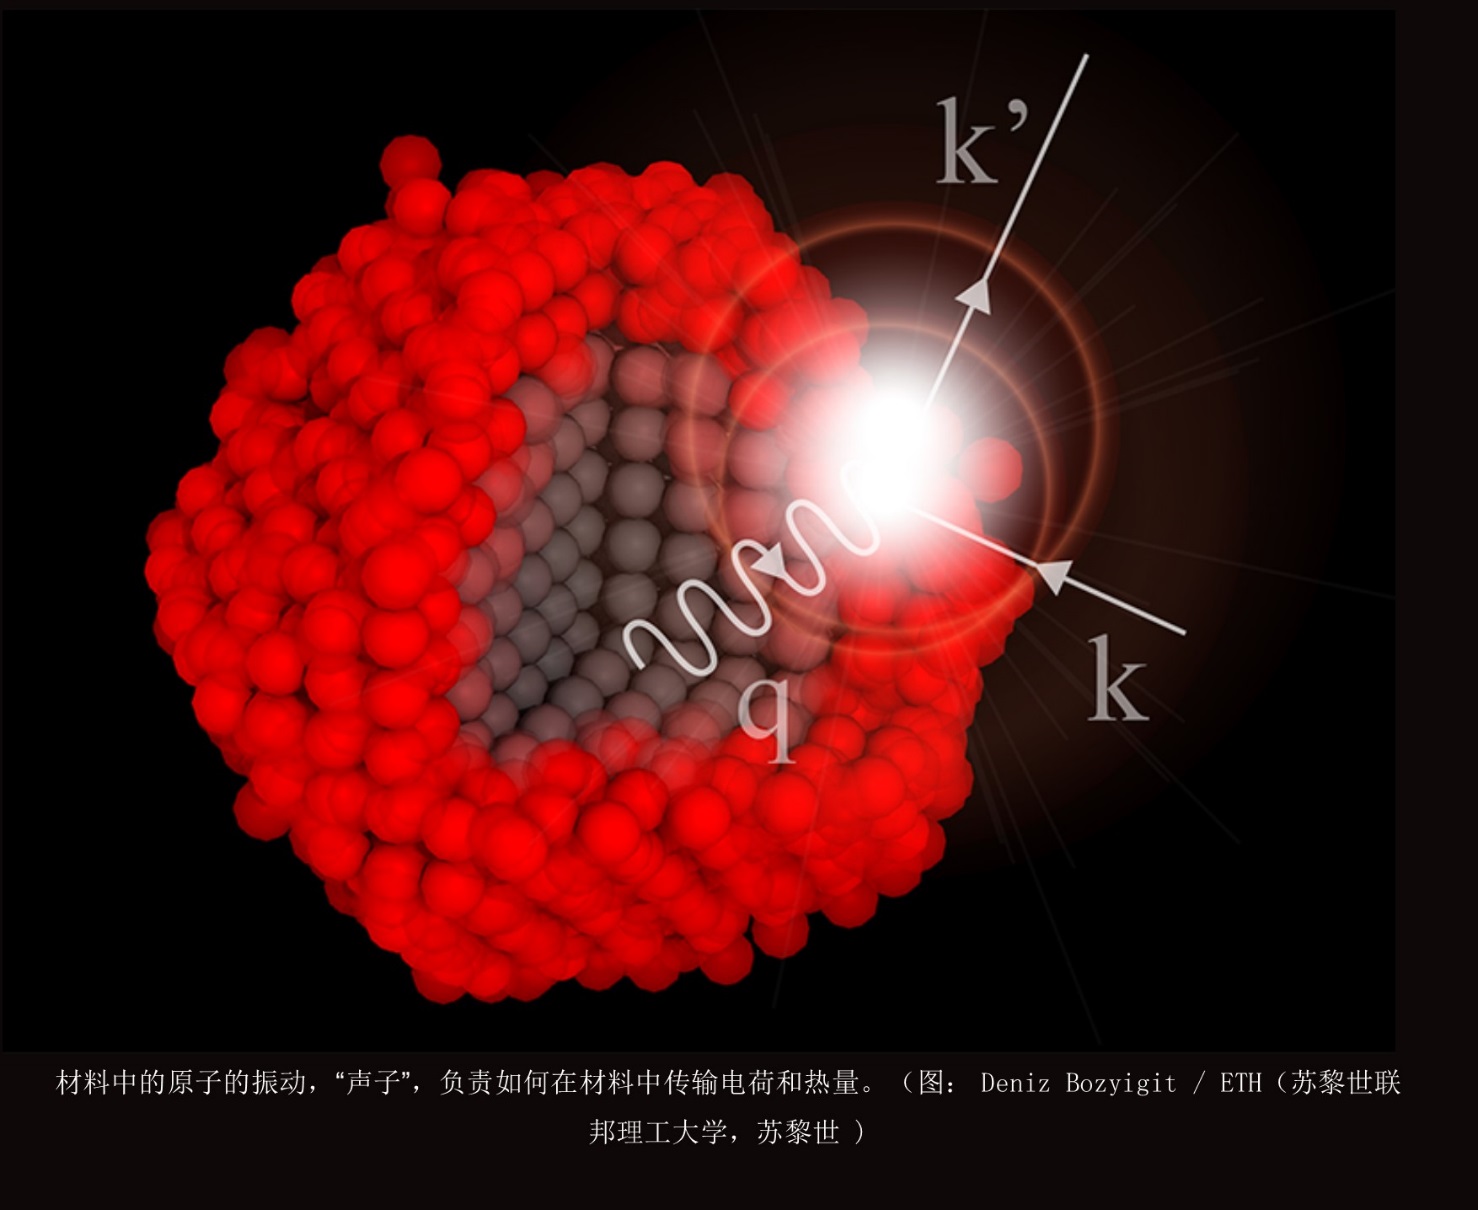 k’
k
q
材料中的原子的振动，“声子”，负责如何在材料中传输电荷和热量。（图： Deniz Bozyigit / ETH（苏黎世联
邦理工大学，苏黎世 ）